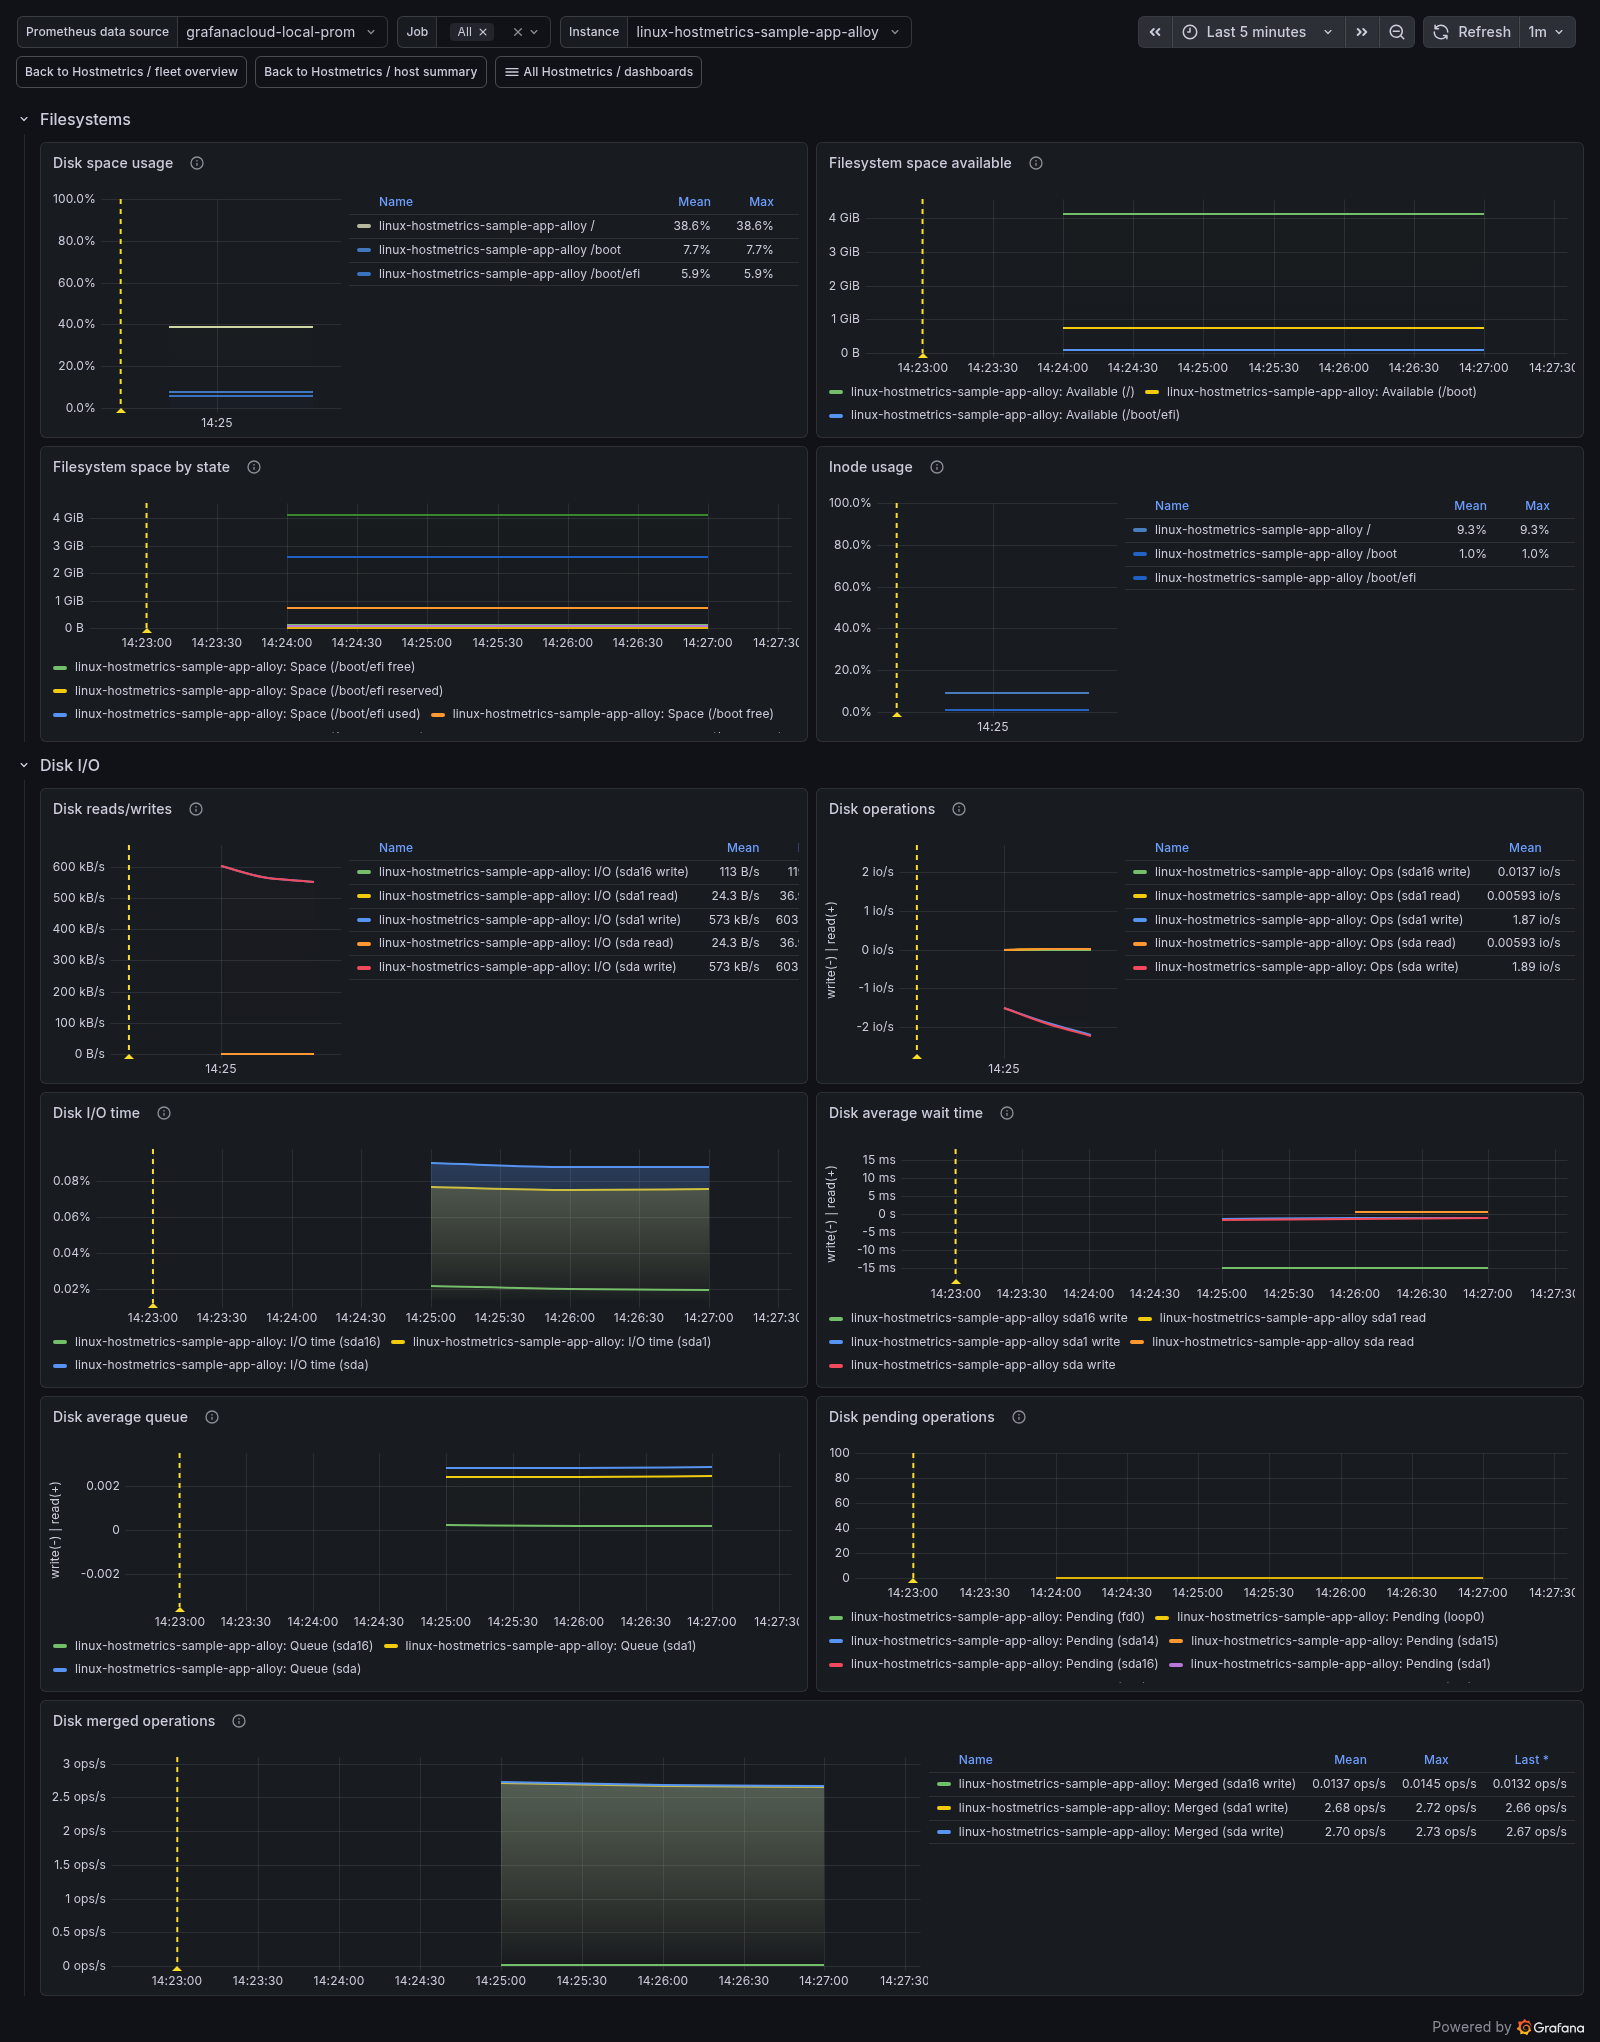 Prometheus data source grafanacloud-local-prom Job All Instance linux-hostmetrics-sample-app-alloy Last 5 minutes Refresh 1m
Back to Hostmetrics / fleet overview Back to Hostmetrics / host summary All Hostmetrics / dashboards
Filesystems
Disk space usage
100.0%
80.0%
60.0%
40.0%
20.0%
0.0%
14:25
Name Mean Max
linux-hostmetrics-sample-app-alloy / 38.6% 38.6%
linux-hostmetrics-sample-app-alloy /boot 7.7% 7.7%
linux-hostmetrics-sample-app-alloy /boot/efi 5.9% 5.9%
Filesystem space available
4 GiB
3 GiB
2 GiB
1 GiB
0 B
14:23:00 14:23:30 14:24:00 14:24:30 14:25:00 14:25:30 14:26:00 14:26:30 14:27:00 14:27:30
linux-hostmetrics-sample-app-alloy: Available (/) linux-hostmetrics-sample-app-alloy: Available (/boot)
linux-hostmetrics-sample-app-alloy: Available (/boot/efi)
Filesystem space by state
4 GiB
3 GiB
2 GiB
1 GiB
0 B
14:23:00 14:23:30 14:24:00 14:24:30 14:25:00 14:25:30 14:26:00 14:26:30 14:27:00 14:27:30
linux-hostmetrics-sample-app-alloy: Space (/boot/efi free)
linux-hostmetrics-sample-app-alloy: Space (/boot/efi reserved)
linux-hostmetrics-sample-app-alloy: Space (/boot/efi used) linux-hostmetrics-sample-app-alloy: Space (/boot free)
Inode usage
100.0%
80.0%
60.0%
40.0%
20.0%
0.0%
14:25
Name Mean Max
linux-hostmetrics-sample-app-alloy / 9.3% 9.3%
linux-hostmetrics-sample-app-alloy /boot 1.0% 1.0%
linux-hostmetrics-sample-app-alloy /boot/efi
Disk I/O
Disk reads/writes
600 kB/s
500 kB/s
400 kB/s
300 kB/s
200 kB/s
100 kB/s
0 B/s
14:25
Name Mean
linux-hostmetrics-sample-app-alloy: I/O (sda16 write) 113 B/s
linux-hostmetrics-sample-app-alloy: I/O (sda1 read) 24.3 B/s 36.
linux-hostmetrics-sample-app-alloy: I/O (sda1 write) 573 kB/s 603
linux-hostmetrics-sample-app-alloy: I/O (sda read) 24.3 B/s 36.
linux-hostmetrics-sample-app-alloy: I/O (sda write) 573 kB/s 603
Disk operations
write(-) | read(+)
2 io/s
1 io/s
0 io/s
-1 io/s
-2 io/s
14:25
Name Mean
linux-hostmetrics-sample-app-alloy: Ops (sda16 write) 0.0137 io/s
linux-hostmetrics-sample-app-alloy: Ops (sda1 read) 0.00593 io/s
linux-hostmetrics-sample-app-alloy: Ops (sda1 write) 1.87 io/s
linux-hostmetrics-sample-app-alloy: Ops (sda read) 0.00593 io/s
linux-hostmetrics-sample-app-alloy: Ops (sda write) 1.89 io/s
Disk I/O time
0.08%
0.06%
0.04%
0.02%
14:23:00 14:23:30 14:24:00 14:24:30 14:25:00 14:25:30 14:26:00 14:26:30 14:27:00 14:27:30
linux-hostmetrics-sample-app-alloy: I/O time (sda16) linux-hostmetrics-sample-app-alloy: I/O time (sda1)
linux-hostmetrics-sample-app-alloy: I/O time (sda)
Disk average wait time
write(-) | read(+)
15 ms
10 ms
5 ms
0 s
-5 ms
-10 ms
-15 ms
14:23:00 14:23:30 14:24:00 14:24:30 14:25:00 14:25:30 14:26:00 14:26:30 14:27:00 14:27:30
linux-hostmetrics-sample-app-alloy sda16 write linux-hostmetrics-sample-app-alloy sda1 read
linux-hostmetrics-sample-app-alloy sda1 write linux-hostmetrics-sample-app-alloy sda read
linux-hostmetrics-sample-app-alloy sda write
Disk average queue
write(-) | read(+)
0.002
0
-0.002
14:23:00 14:23:30 14:24:00 14:24:30 14:25:00 14:25:30 14:26:00 14:26:30 14:27:00 14:27:30
linux-hostmetrics-sample-app-alloy: Queue (sda16) linux-hostmetrics-sample-app-alloy: Queue (sda1)
linux-hostmetrics-sample-app-alloy: Queue (sda)
Disk pending operations
100
80
60
40
20
0
14:23:00 14:23:30 14:24:00 14:24:30 14:25:00 14:25:30 14:26:00 14:26:30 14:27:00 14:27:30
linux-hostmetrics-sample-app-alloy: Pending (fd0) linux-hostmetrics-sample-app-alloy: Pending (loop0)
linux-hostmetrics-sample-app-alloy: Pending (sda14) linux-hostmetrics-sample-app-alloy: Pending (sda15)
linux-hostmetrics-sample-app-alloy: Pending (sda16) linux-hostmetrics-sample-app-alloy: Pending (sda1)
Disk merged operations
3 ops/s
2.5 ops/s
2 ops/s
1.5 ops/s
1 ops/s
0.5 ops/s
0 ops/s
14:23:00 14:23:30 14:24:00 14:24:30 14:25:00 14:25:30 14:26:00 14:26:30 14:27:00 14:27:30
Name Mean Max Last *
linux-hostmetrics-sample-app-alloy: Merged (sda16 write) 0.0137 ops/s 0.0145 ops/s 0.0132 ops/s
linux-hostmetrics-sample-app-alloy: Merged (sda1 write) 2.68 ops/s 2.72 ops/s 2.66 ops/s
linux-hostmetrics-sample-app-alloy: Merged (sda write) 2.70 ops/s 2.73 ops/s 2.67 ops/s
Powered by Grafana